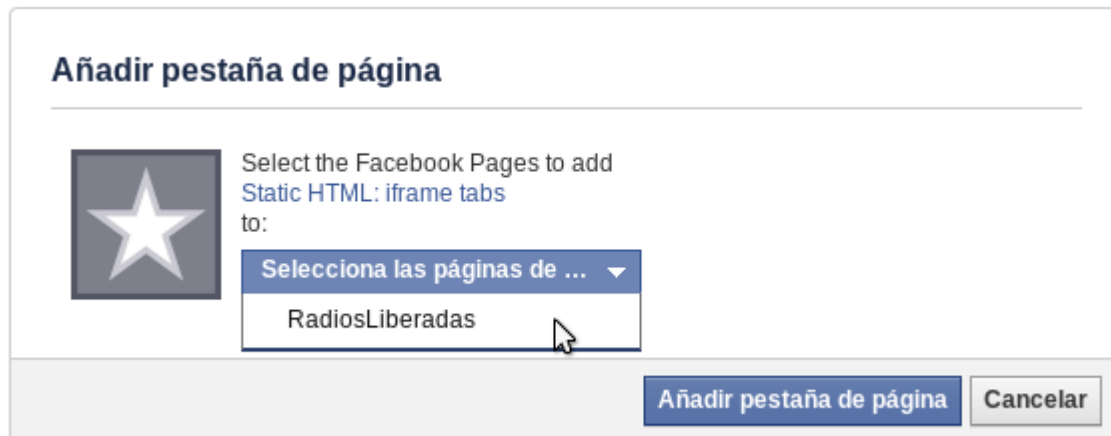 Añadir pestaña de página
Select the Facebook Pages to add
Static HTML: iframe tabs
to:
Selecciona las páginas de ...
RadiosLiberadas
Añadir pestaña de página
Cancelar